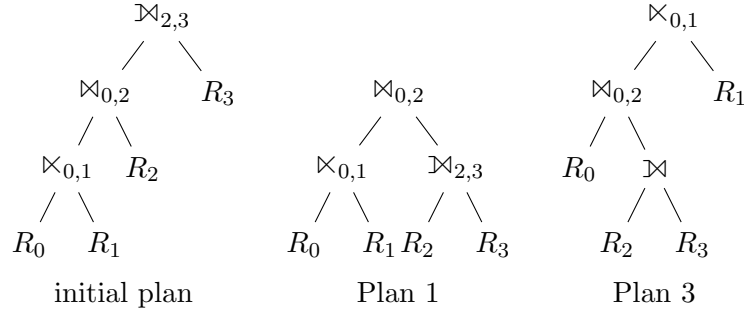 ⟕2,3 ⋉0,1
⋈0,2 R3 ⋈0,2 ⋈0,2 R1
⋉0,1 R2 ⋉0,1 ⟕2,3 R0 ⟕
R0 R1 R0 R1 R2 R3 R2 R3
initial plan Plan 1 Plan 3